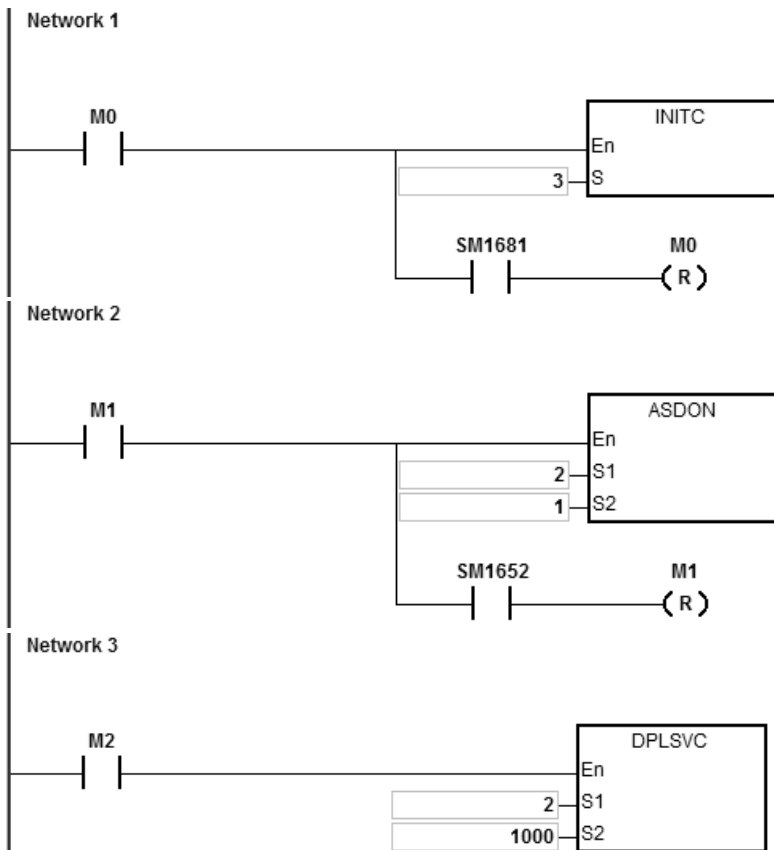 Network 1
M0
INITC
En
3 S
SM1681 M0
( R )
Network 2
M1
ASDON
En
2 S1
1 S2
SM1652 M1
( R )
Network 3
M2
DPLSVC
En
2 S1
1000 S2